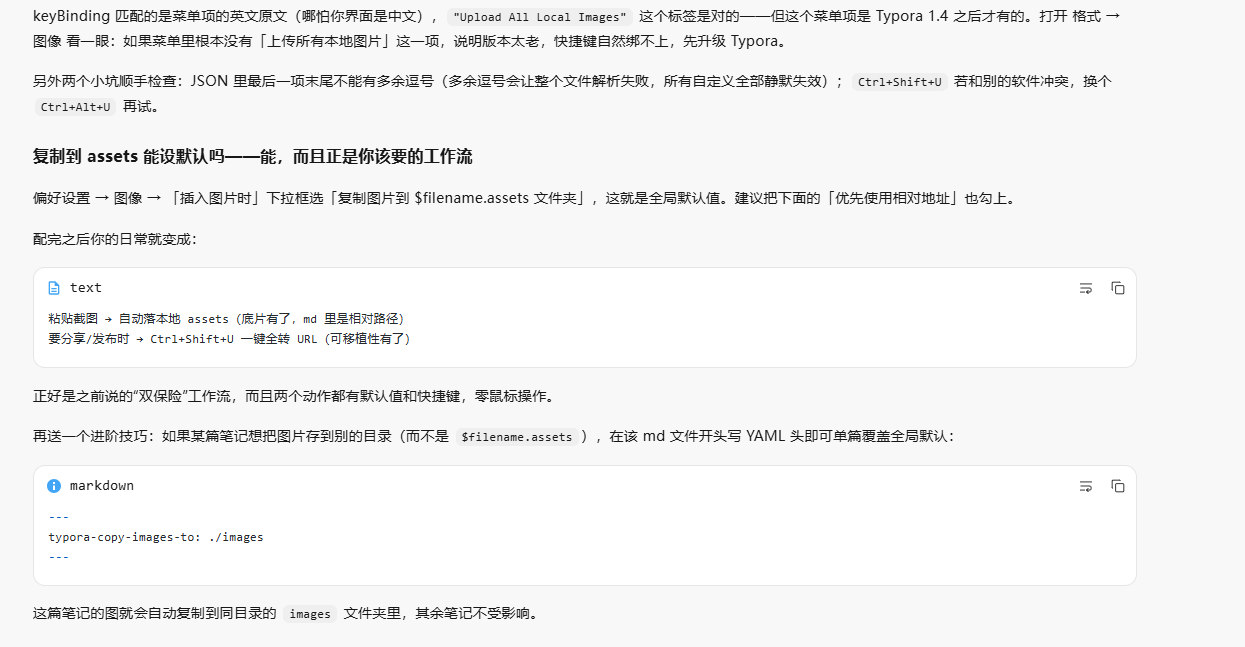 keyBinding 匹配的是菜单项的英文原文（哪怕你界面是中文），"Upload All Local Images" 这个标签是对的——但这个菜单项是 Typora 1.4 之后才有的。打开 格式 →
图像 看一眼：如果菜单里根本没有「上传所有本地图片」这一项，说明版本太老，快捷键自然绑不上，先升级 Typora。
另外两个小坑顺手检查：JSON 里最后一项末尾不能有多余逗号（多余逗号会让整个文件解析失败，所有自定义全部静默失效）；Ctrl+Shift+U 若和别的软件冲突，换个
Ctrl+Alt+U 再试。
复制到 assets 能设默认吗——能，而且正是你该要的工作流
偏好设置 → 图像 → 「插入图片时」下拉框选「复制图片到 $filename.assets 文件夹」，这就是全局默认值。建议把下面的「优先使用相对地址」也勾上。
配完之后你的日常就变成：
text
粘贴截图 → 自动落本地 assets（底片有了，md 里是相对路径）
要分享/发布时 → Ctrl+Shift+U 一键全转 URL（可移植性有了）
正好是之前说的“双保险”工作流，而且两个动作都有默认值和快捷键，零鼠标操作。
再送一个进阶技巧：如果某篇笔记想把图片存到别的目录（而不是 $filename.assets ），在该 md 文件开头写 YAML 头即可单篇覆盖全局默认：
markdown
---
typora-copy-images-to: ./images
---
这篇笔记的图就会自动复制到同目录的 images 文件夹里，其余笔记不受影响。